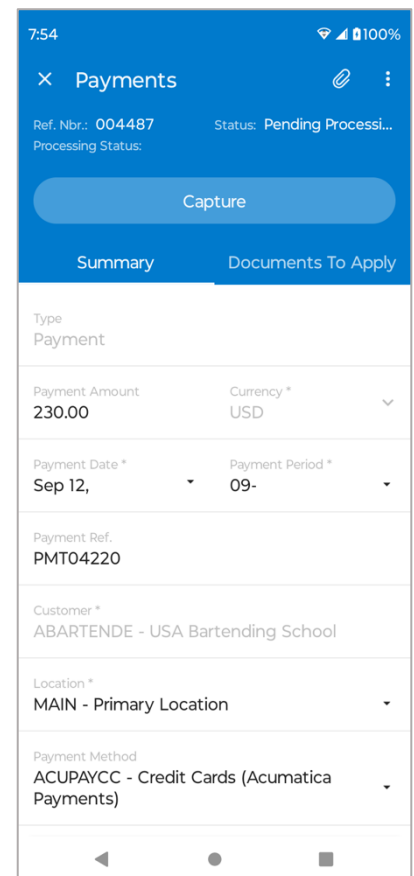 7:54 100%
Payments
Ref. Nbr.: 004487 Status: Pending Processi...
Processing Status:
Capture
Summary Documents To Apply
Type
Payment
Payment Amount Currency *
230.00 USD
Payment Date * Payment Period *
Sep 12, 09-
Payment Ref.
PMT04220
Customer *
ABARTENDE - USA Bartending School
Location *
MAIN - Primary Location
Payment Method
ACUPAYCC - Credit Cards (Acumatica
Payments)